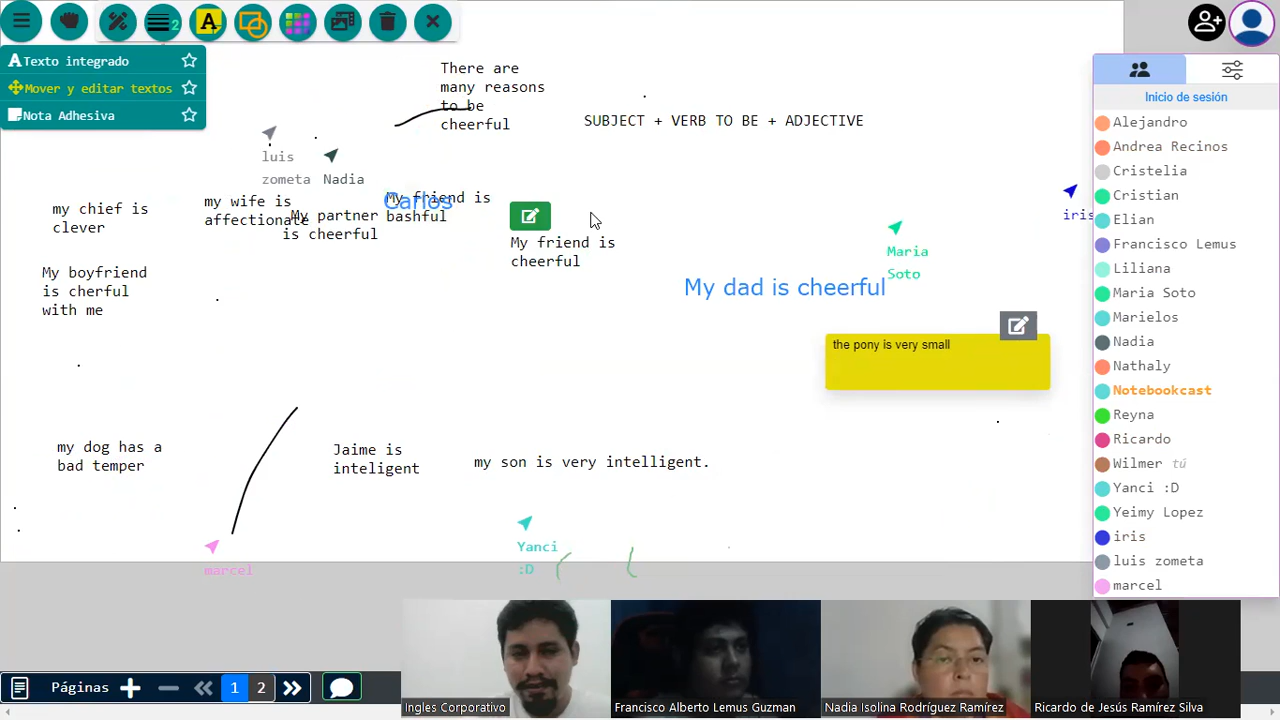 2
A
Texto integrado
Mover y editar textos
Nota Adhesiva
There are
many reasons
to be
cheerful
SUBJECT + VERB TO BE + ADJECTIVE
luis
zometa
Nadia
my chief is
clever
my wife is
affectionate
My partner
is cheerful
My friend is
bashful
Carlos
My friend is
cheerful
My boyfriend
is cherful
with me
Maria
Soto
iris
My dad is cheerful
the pony is very small
my dog has a
bad temper
Jaime is
inteligent
my son is very intelligent.
Yanci
:D
marcel
Inicio de sesión
Alejandro
Andrea Recinos
Cristelia
Cristian
Elian
Francisco Lemus
Liliana
Maria Soto
Marielos
Nadia
Nathaly
Notebookcast
Reyna
Ricardo
Wilmer tú
Yanci :D
Yeimy Lopez
iris
luis zometa
marcel
Páginas
1
2
Ingles Corporativo
Francisco Alberto Lemus Guzman
Nadia Isolina Rodríguez Ramírez
Ricardo de Jesús Ramírez Silva